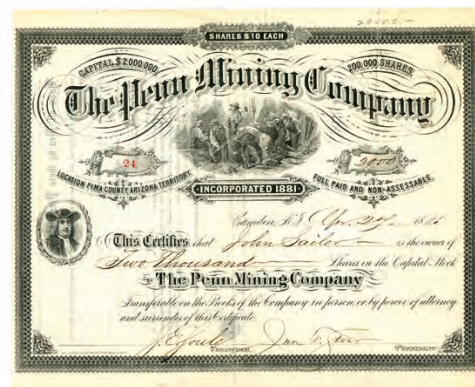 20000.-
SHARES $10 EACH
CAPITAL, $2,000,000. 200,000 SHARES.
The Penn Mining Company
24 2000
LOCATION PIMA COUNTY, ARIZONA TERRITORY. FULL PAID AND NON-ASSESSABLE.
INCORPORATED 1881
Camden, N.J. Apr. 27 188
This Certifies that John Sailer is the owner of
Two Thousand Shares in the Capital Stock
The Penn Mining Company
Transferable on the Books of the Company in person, or by power of attorney
and surrender of this Certificate.
TREASURER. PRESIDENT.